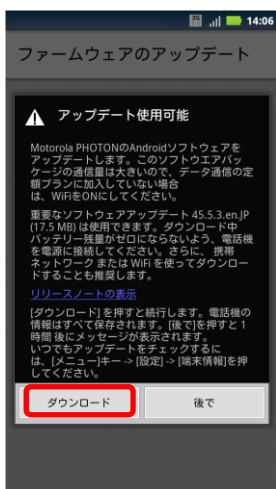 3G 14:06
ファームウェアのアップデート
アップデート使用可能
Motorola PHOTONのAndroidソフトウェアを
アップデートします。このソフトウエアパッ
ケージの通信量は大きいので、データ通信の定
額プランに加入していない場合
は、WiFiをONにしてください。
重要なソフトウェアアップデート 45.5.3.en.JP
(17.5 MB) は使用できます。ダウンロード中
バッテリー残量がゼロにならないよう、電話機
を電源に接続してください。さらに、 携帯
ネットワーク または WiFi を使ってダウンロー
ドすることも推奨します。
リリースノートの表示
[ダウンロード] を押すと続行します。電話機の
情報はすべて保存されます。[後で]を押すと 1
時間 後にメッセージが表示されます。
いつでもアップデートをチェックするに
は、[メニュー]キー -> [設定] -> [端末情報]を押
してください。
ダウンロード 後で